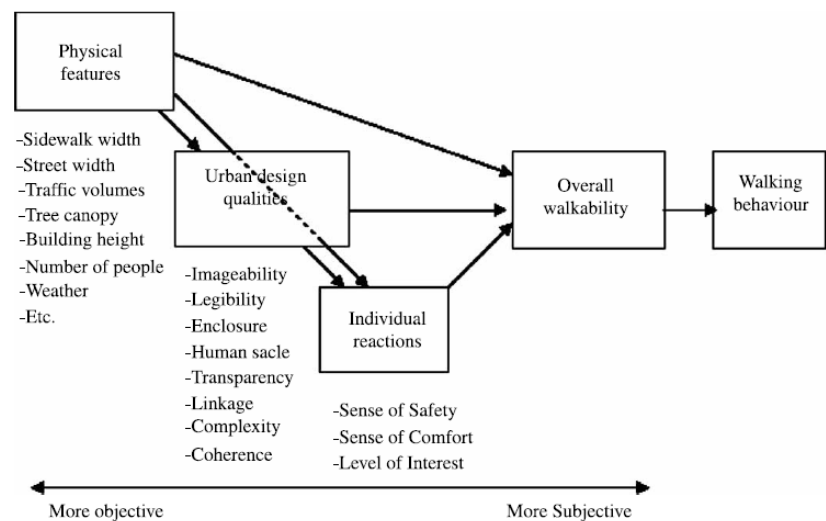 Physical
features
-Sidewalk width
-Street width
-Traffic volumes
-Tree canopy
-Building height
-Number of people
-Weather
-Etc.
Urban design
qualities
-Imageability
-Legibility
-Enclosure
-Human sacle
-Transparency
-Linkage
-Complexity
-Coherence
Individual
reactions
-Sense of Safety
-Sense of Comfort
-Level of Interest
Overall
walkability
Walking
behaviour
More objective
More Subjective